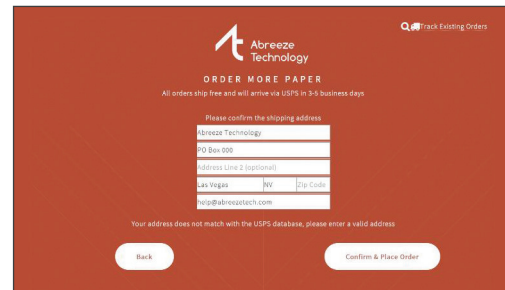 Track Existing Orders
Abreeze
Technology
ORDER MORE PAPER
All orders ship free and will arrive via USPS in 3-5 business days
Please confirm the shipping address
Abreeze Technology
PO Box 000
Address Line 2 (optional)
Las Vegas NV Zip Code
help@abreezetech.com
Your address does not match with the USPS database, please enter a valid address
Back Confirm & Place Order